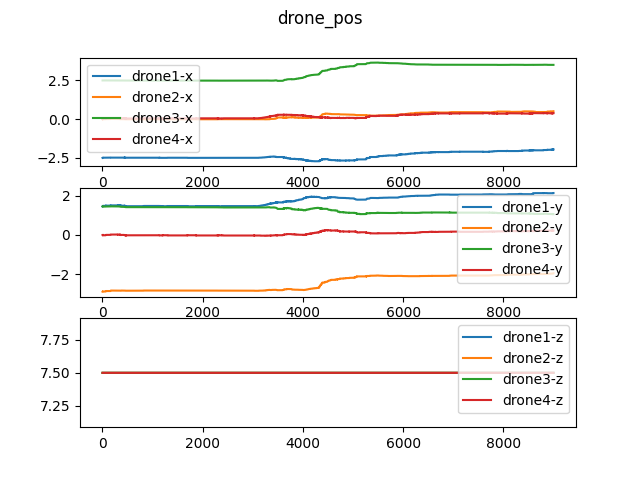 drone_pos
2.5
0.0
−2.5
drone1-x
drone2-x
drone3-x
drone4-x
0 2000 4000 6000 8000
2
0
−2
drone1-y
drone2-y
drone3-y
drone4-y
0 2000 4000 6000 8000
7.75
7.50
7.25
drone1-z
drone2-z
drone3-z
drone4-z
0 2000 4000 6000 8000